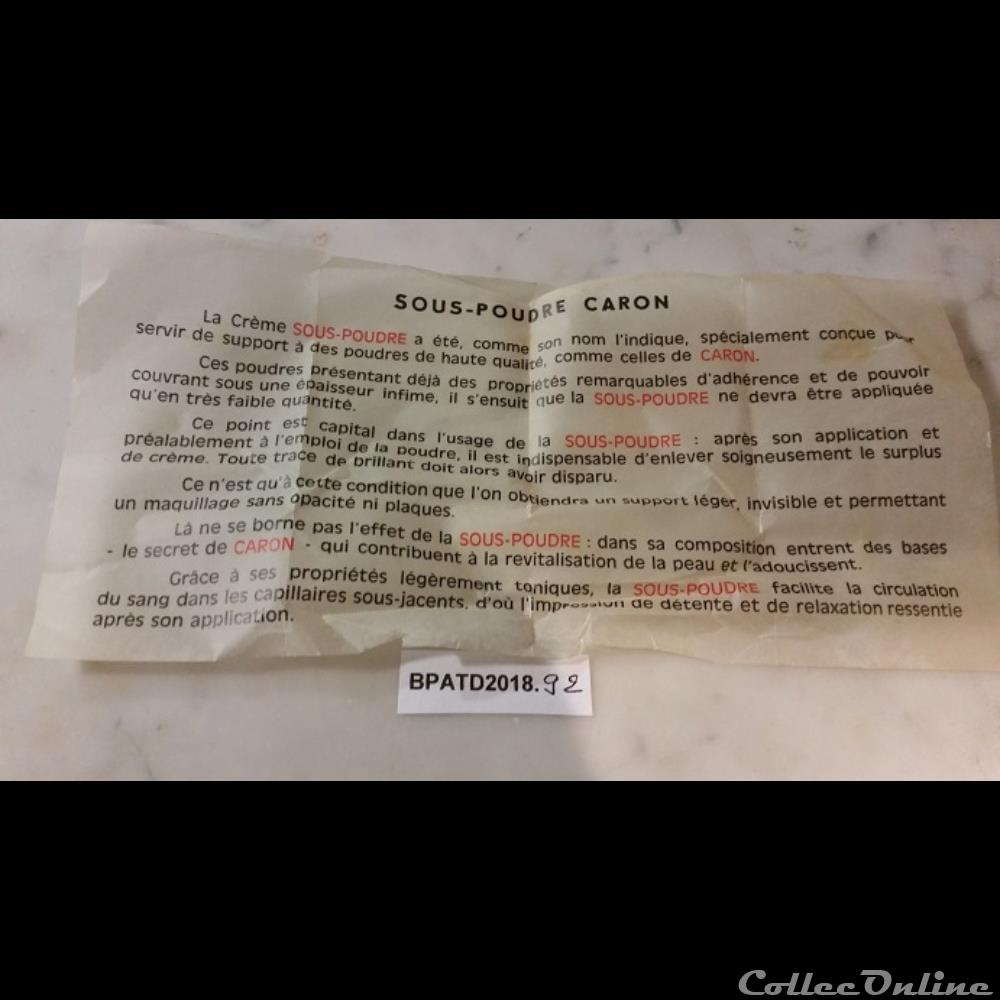 SOUS-POUDRE CARON
La Crème SOUS-POUDRE a été, comme son nom l'indique, spécialement conçue pour
servir de support à des poudres de haute qualité, comme celles de CARON.
Ces poudres présentant déjà des propriétés remarquables d'adhérence et de pouvoir
couvrant sous une épaisseur infime, il s'ensuit que la SOUS-POUDRE ne devra être appliquée
qu'en très faible quantité.
Ce point est capital dans l'usage de la SOUS-POUDRE : après son application et
préalablement à l'emploi de la poudre, il est indispensable d'enlever soigneusement le surplus
de crème. Toute trace de brillant doit alors avoir disparu.
Ce n'est qu'à cette condition que l'on obtiendra un support léger, invisible et permettant
un maquillage sans opacité ni plaques.
Là ne se borne pas l'effet de la SOUS-POUDRE : dans sa composition entrent des bases
- le secret de CARON - qui contribuent à la revitalisation de la peau et l'adoucissent.
Grâce à ses propriétés légèrement toniques, la SOUS-POUDRE facilite la circulation
du sang dans les capillaires sous-jacents, d'où l'impression de détente et de relaxation ressentie
après son application.
BPATD2018.92
CollecOnline